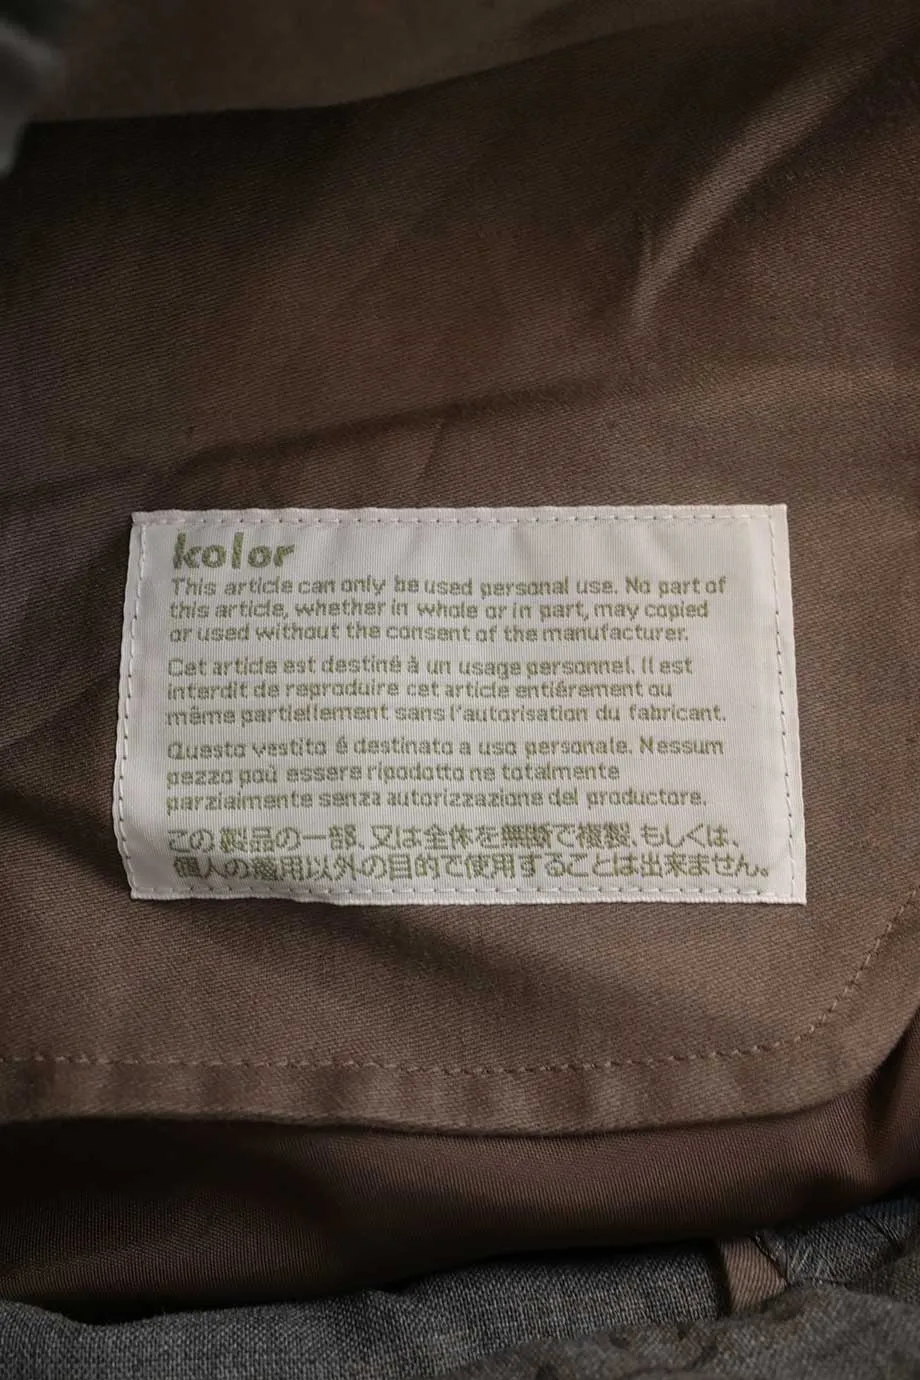 kolor
This article can only be used personal use. No part of
this article, whether in whole or in part, may copied
or used without the consent of the manufacturer.
Cet article est destiné à un usage personnel. Il est
interdit de reproduire cet article entiérement ou
même partiellement sans l'autorisation du fabricant.
Questo vestito é destinato a uso personale. Nessum
pezzo poù essere ripodotto ne totalmente
parzialmente senza autorizzazione del productore.
この製品の一部、又は全体を無断で複製、もしくは、
個人の着用以外の目的で使用することは出来ません。